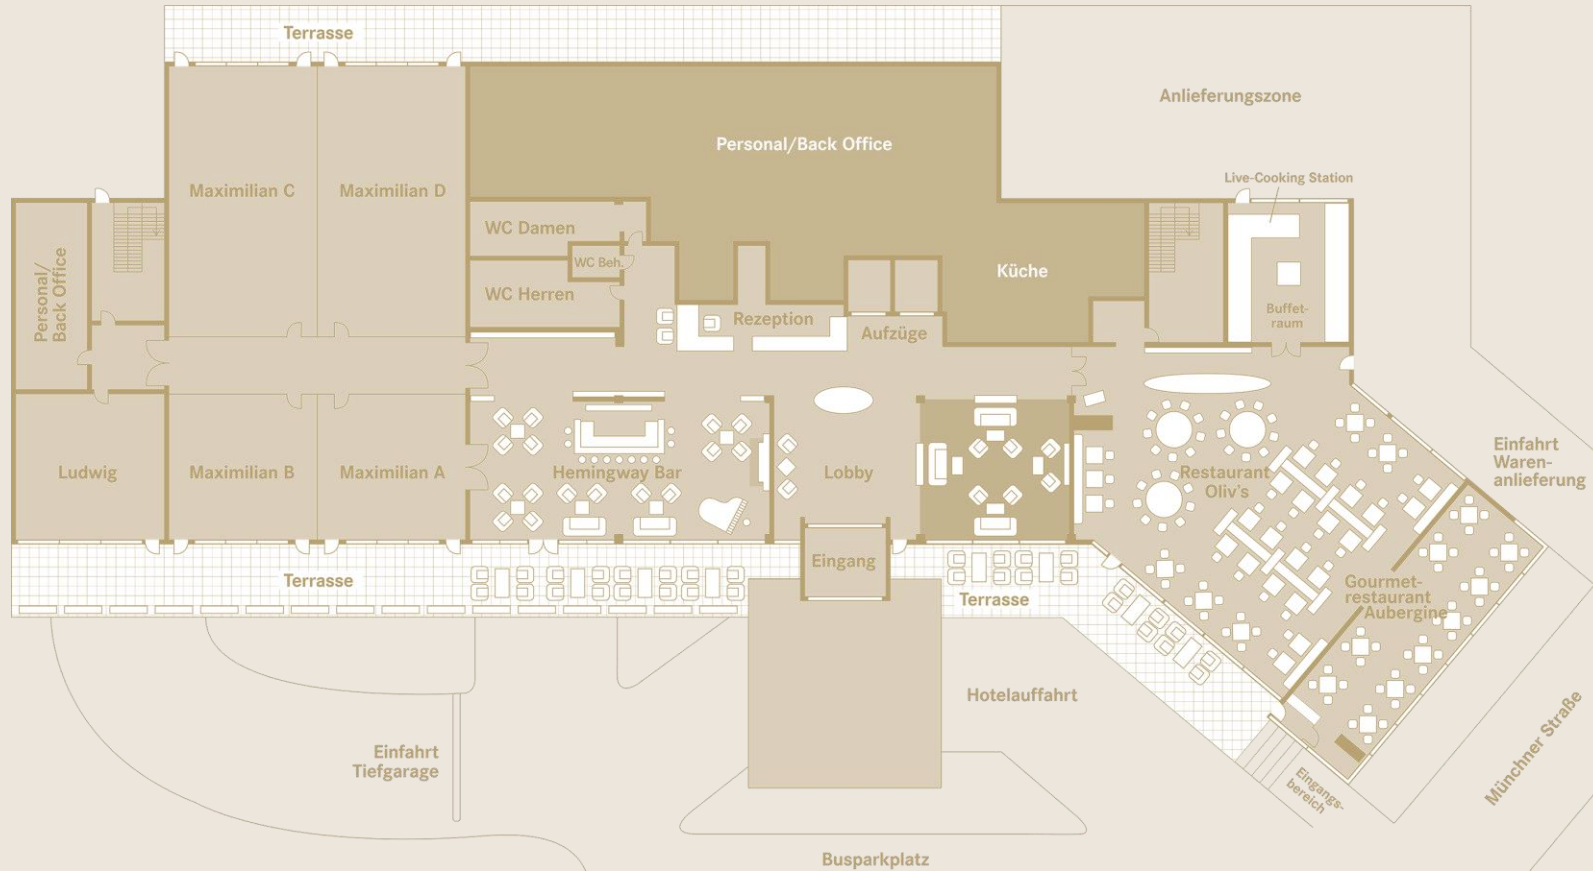 Terrasse
Anlieferungszone
Personal/Back Office
Live-Cooking Station
Maximilian C
Maximilian D
WC Damen
WC Beh.
WC Herren
Küche
Personal/
Back Office
Rezeption
Aufzüge
Buffet-
raum
Ludwig
Maximilian B
Maximilian A
Hemingway Bar
Lobby
Restaurant
Oliv's
Einfahrt
Waren-
anlieferung
Eingang
Terrasse
Terrasse
Gourmet-
restaurant
Aubergine
Hotelauffahrt
Einfahrt
Tiefgarage
Eingangs-
bereich
Münchner Straße
Busparkplatz